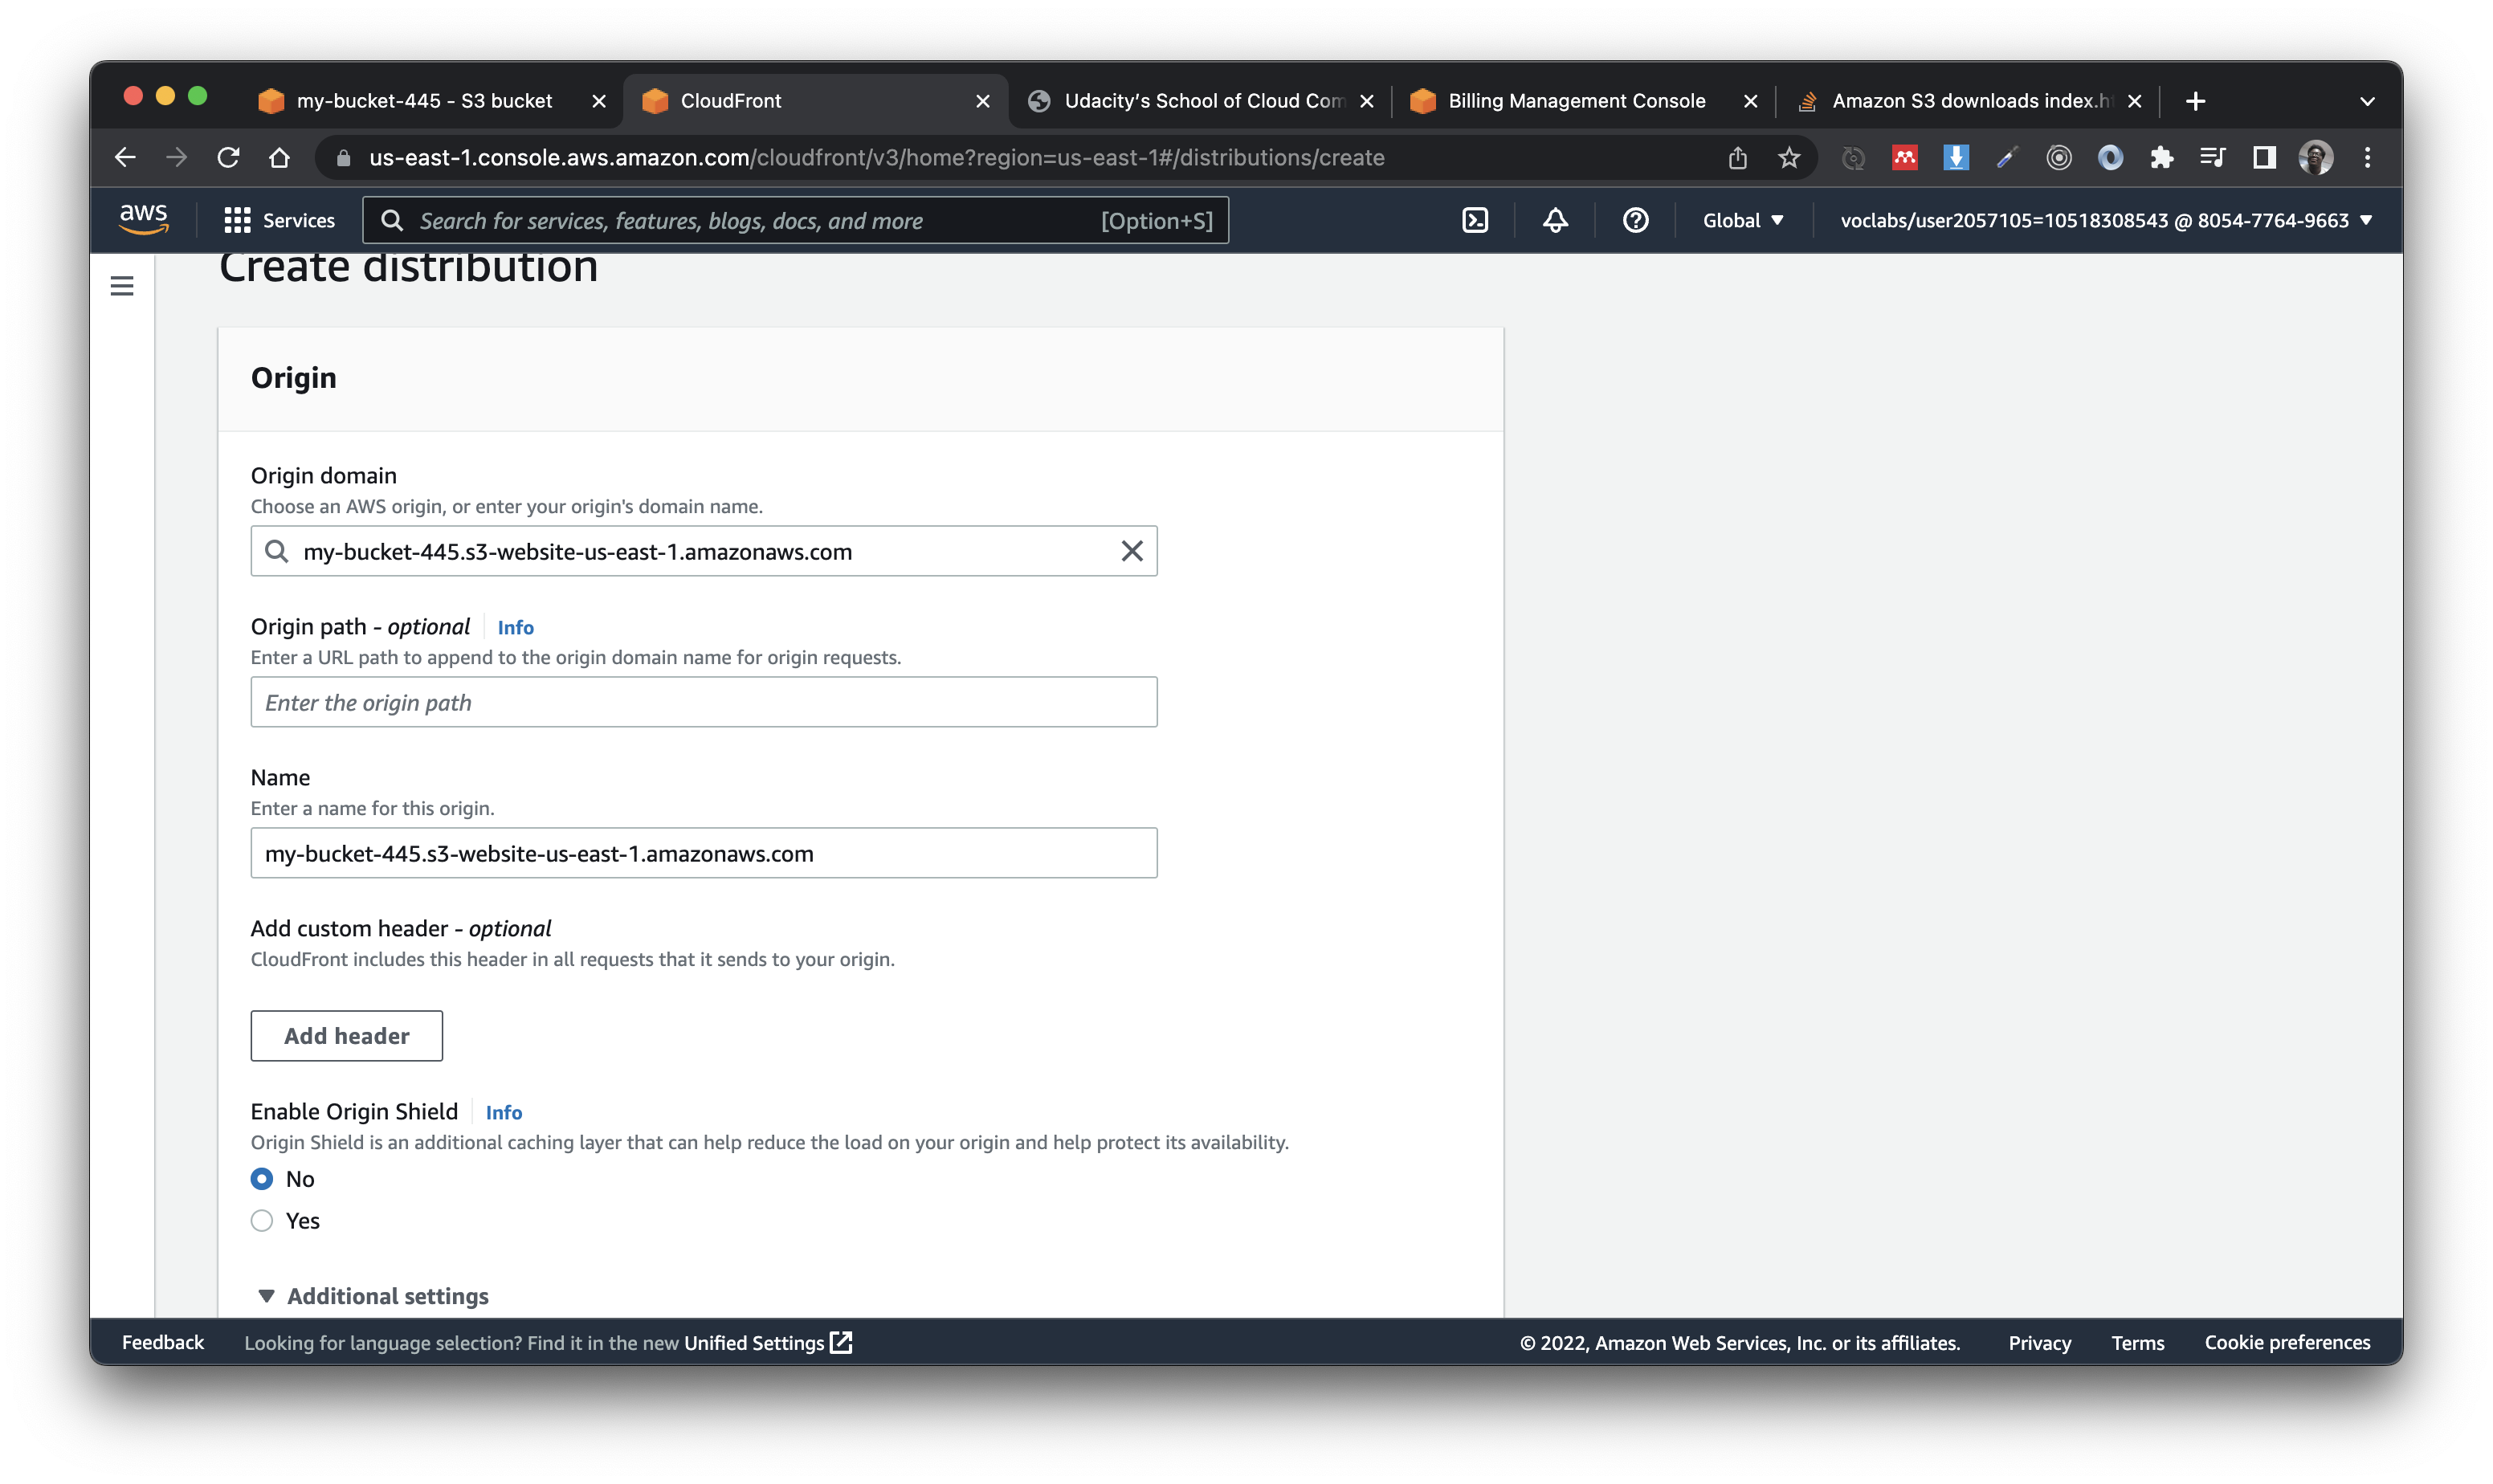 my-bucket-445 - S3 bucket
CloudFront
Udacity's School of Cloud Com
Billing Management Console
Amazon S3 downloads index.h
us-east-1.console.aws.amazon.com/cloudfront/v3/home?region=us-east-1#/distributions/create
aws
Services
Search for services, features, blogs, docs, and more
[Option+S]
Global
voclabs/user2057105=10518308543 @ 8054-7764-9663
Create distribution
Origin
Origin domain
Choose an AWS origin, or enter your origin's domain name.
my-bucket-445.s3-website-us-east-1.amazonaws.com
Origin path - optional
Info
Enter a URL path to append to the origin domain name for origin requests.
Enter the origin path
Name
Enter a name for this origin.
my-bucket-445.s3-website-us-east-1.amazonaws.com
Add custom header - optional
CloudFront includes this header in all requests that it sends to your origin.
Add header
Enable Origin Shield
Info
Origin Shield is an additional caching layer that can help reduce the load on your origin and help protect its availability.
No
Yes
Additional settings
Feedback
Looking for language selection? Find it in the new Unified Settings
© 2022, Amazon Web Services, Inc. or its affiliates.
Privacy
Terms
Cookie preferences